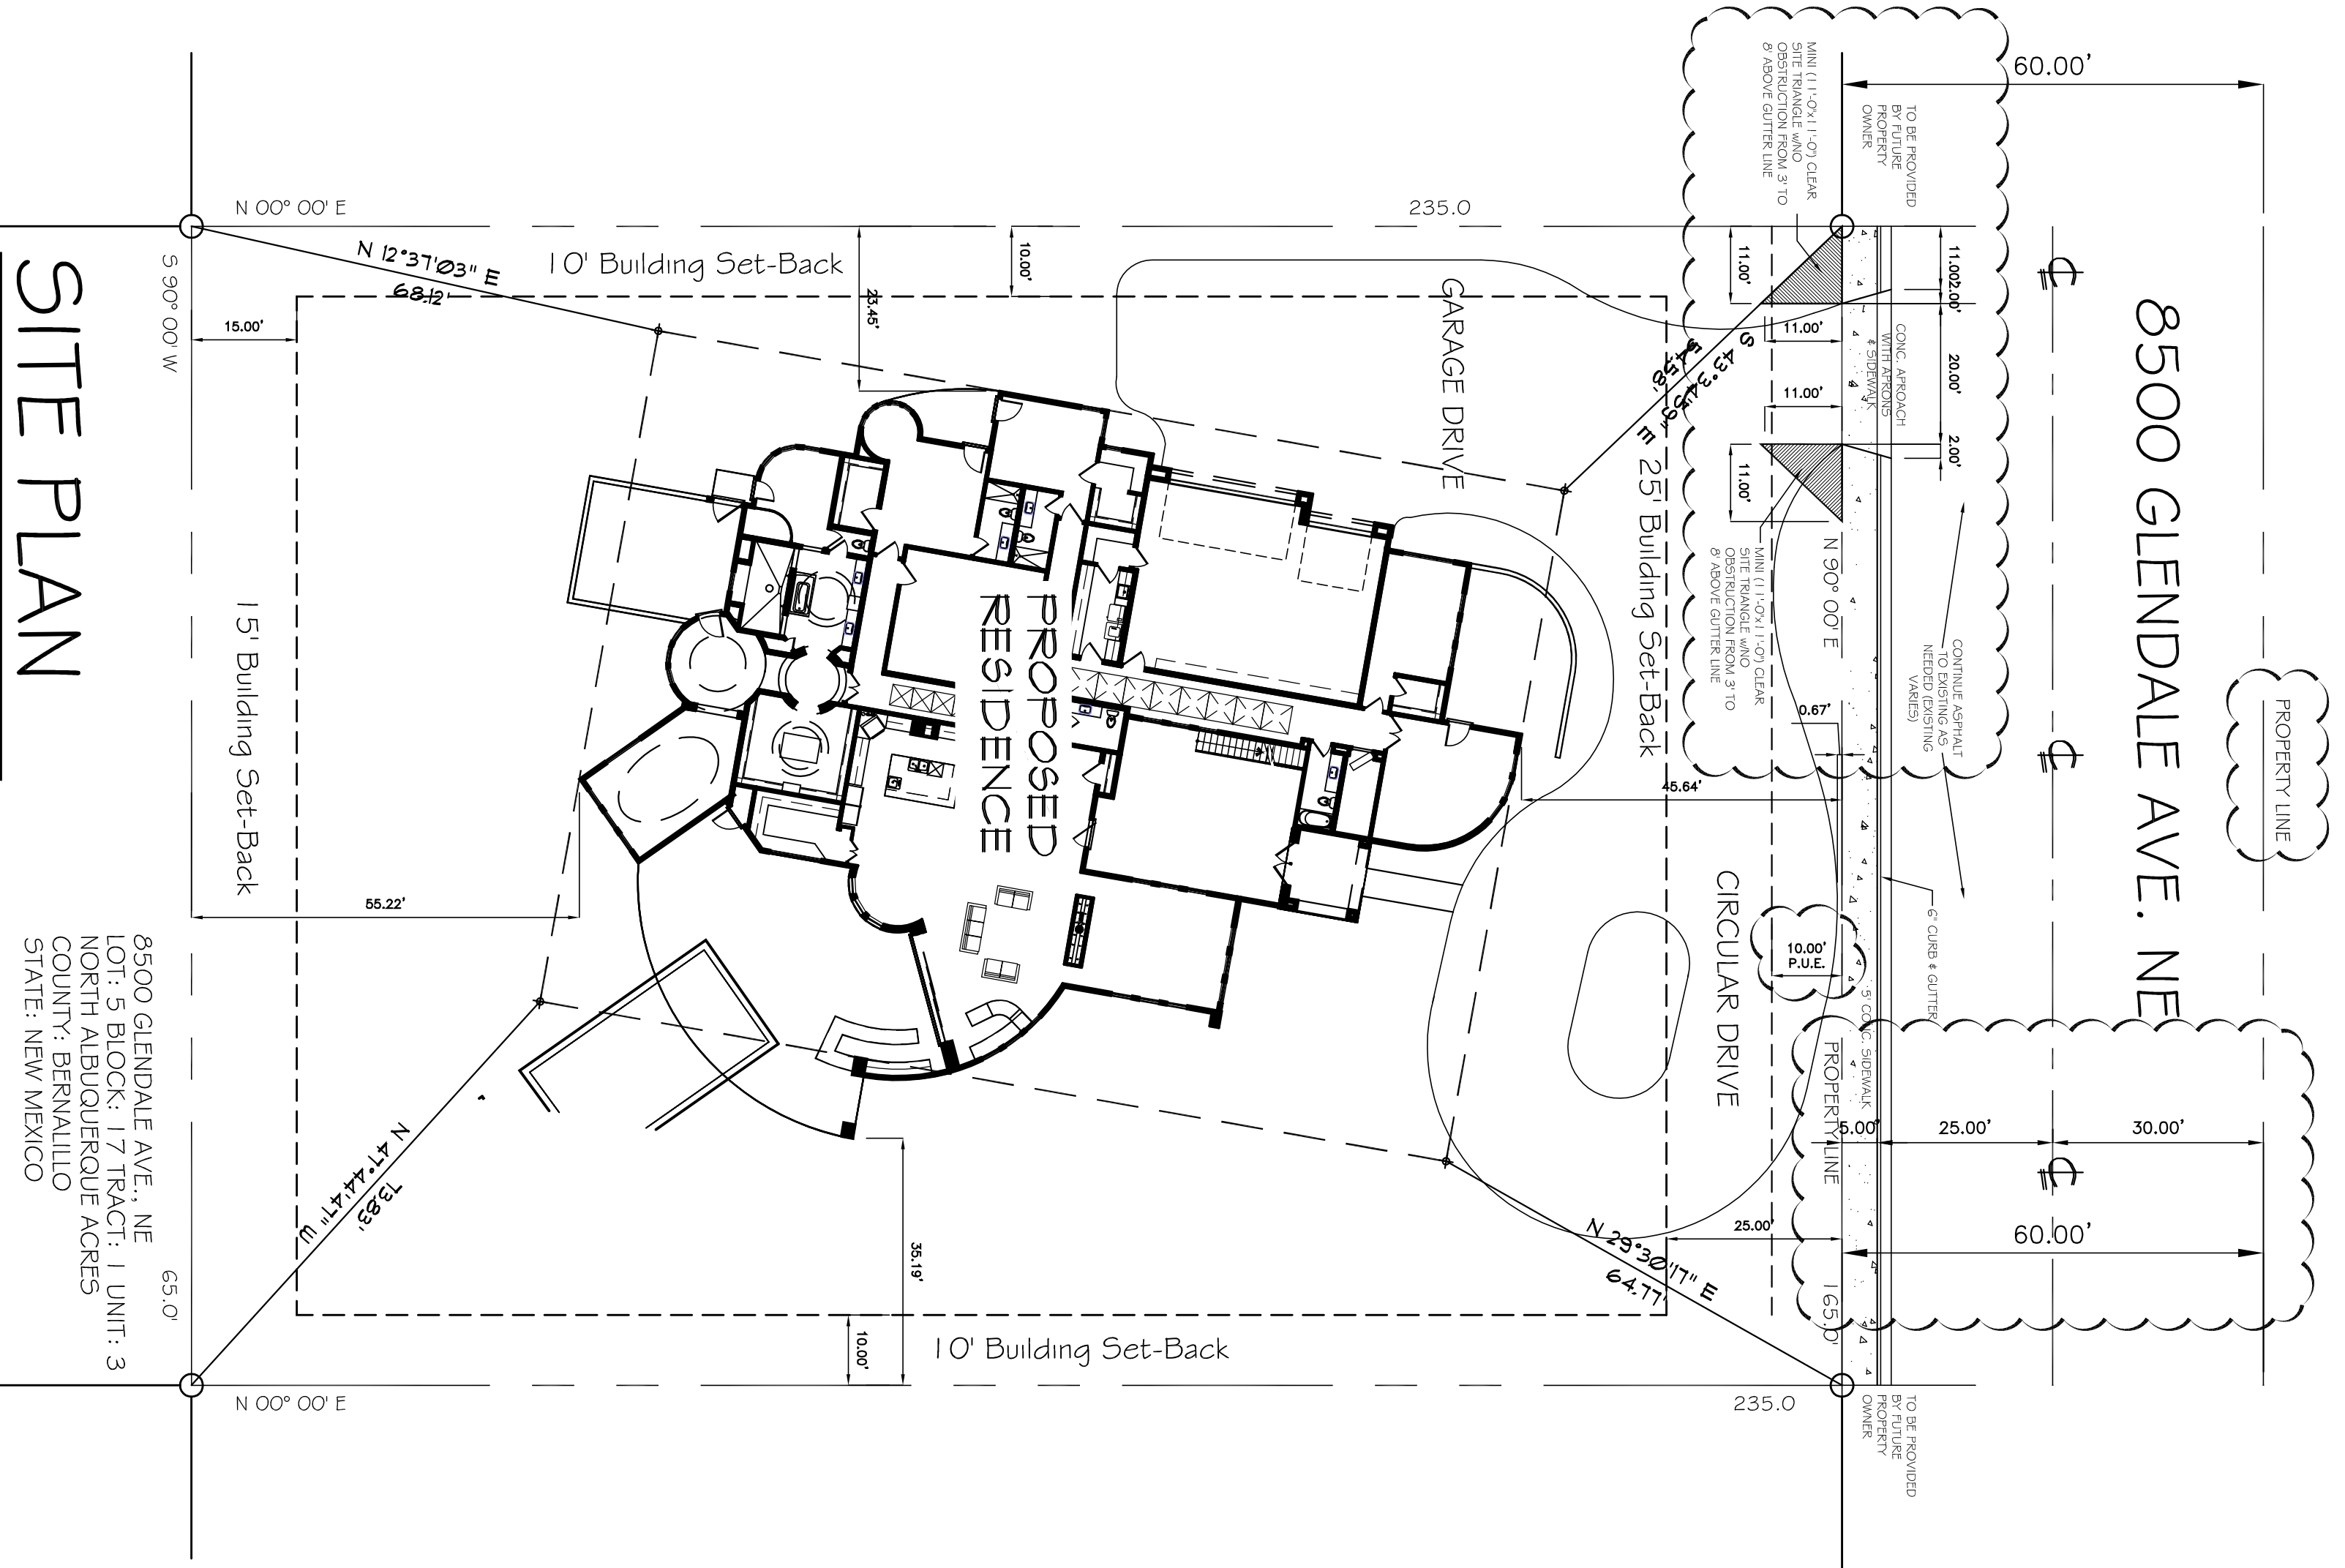 60.00'
MINI (11'-0"x11'-0") CLEAR
SITE TRIANGLE w/NO
OBSTRUCTION FROM 3' TO
8' ABOVE GUTTER LINE
TO BE PROVIDED
BY FUTURE
PROPERTY
OWNER
N 00° 00' E
235.0
S 90° 00' W
N 12°37'03" E
68.12'
10' Building Set-Back
10.00'
23.45'
15.00'
GARAGE DRIVE
11.00'
11.00'
11.00'
11.00'
11.00'
2.00'
20.00'
2.00'
CONC. APROACH
WITH APRONS
& SIDEWALK
8500 GLENDALE AVE. NE
PROPERTY LINE
25' Building Set-Back
N 90° 00' E
MINI (11'-0"x11'-0") CLEAR
SITE TRIANGLE w/NO
OBSTRUCTION FROM 3' TO
8' ABOVE GUTTER LINE
CONTINUE ASPHALT
TO EXISTING AS
NEEDED (EXISTING
VARIES)
0.67'
45.64'
SITE PLAN
15' Building Set-Back
PROPOSED
RESIDENCE
55.22'
CIRCULAR DRIVE
10.00'
P.U.E.
6" CURB & GUTTER
5' CONC. SIDEWALK
PROPERTY LINE
5.00'
25.00'
30.00'
60.00'
25.00'
165.0'
N 29°30'17" E
64.77'
N 47°44'47" W
73.83'
35.19'
10.00'
10' Building Set-Back
8500 GLENDALE AVE., NE
LOT: 5 BLOCK: 17 TRACT: 1 UNIT: 3
NORTH ALBUQUERQUE ACRES
COUNTY: BERNALILLO
STATE: NEW MEXICO
65.0'
N 00° 00' E
235.0
TO BE PROVIDED
BY FUTURE
PROPERTY
OWNER